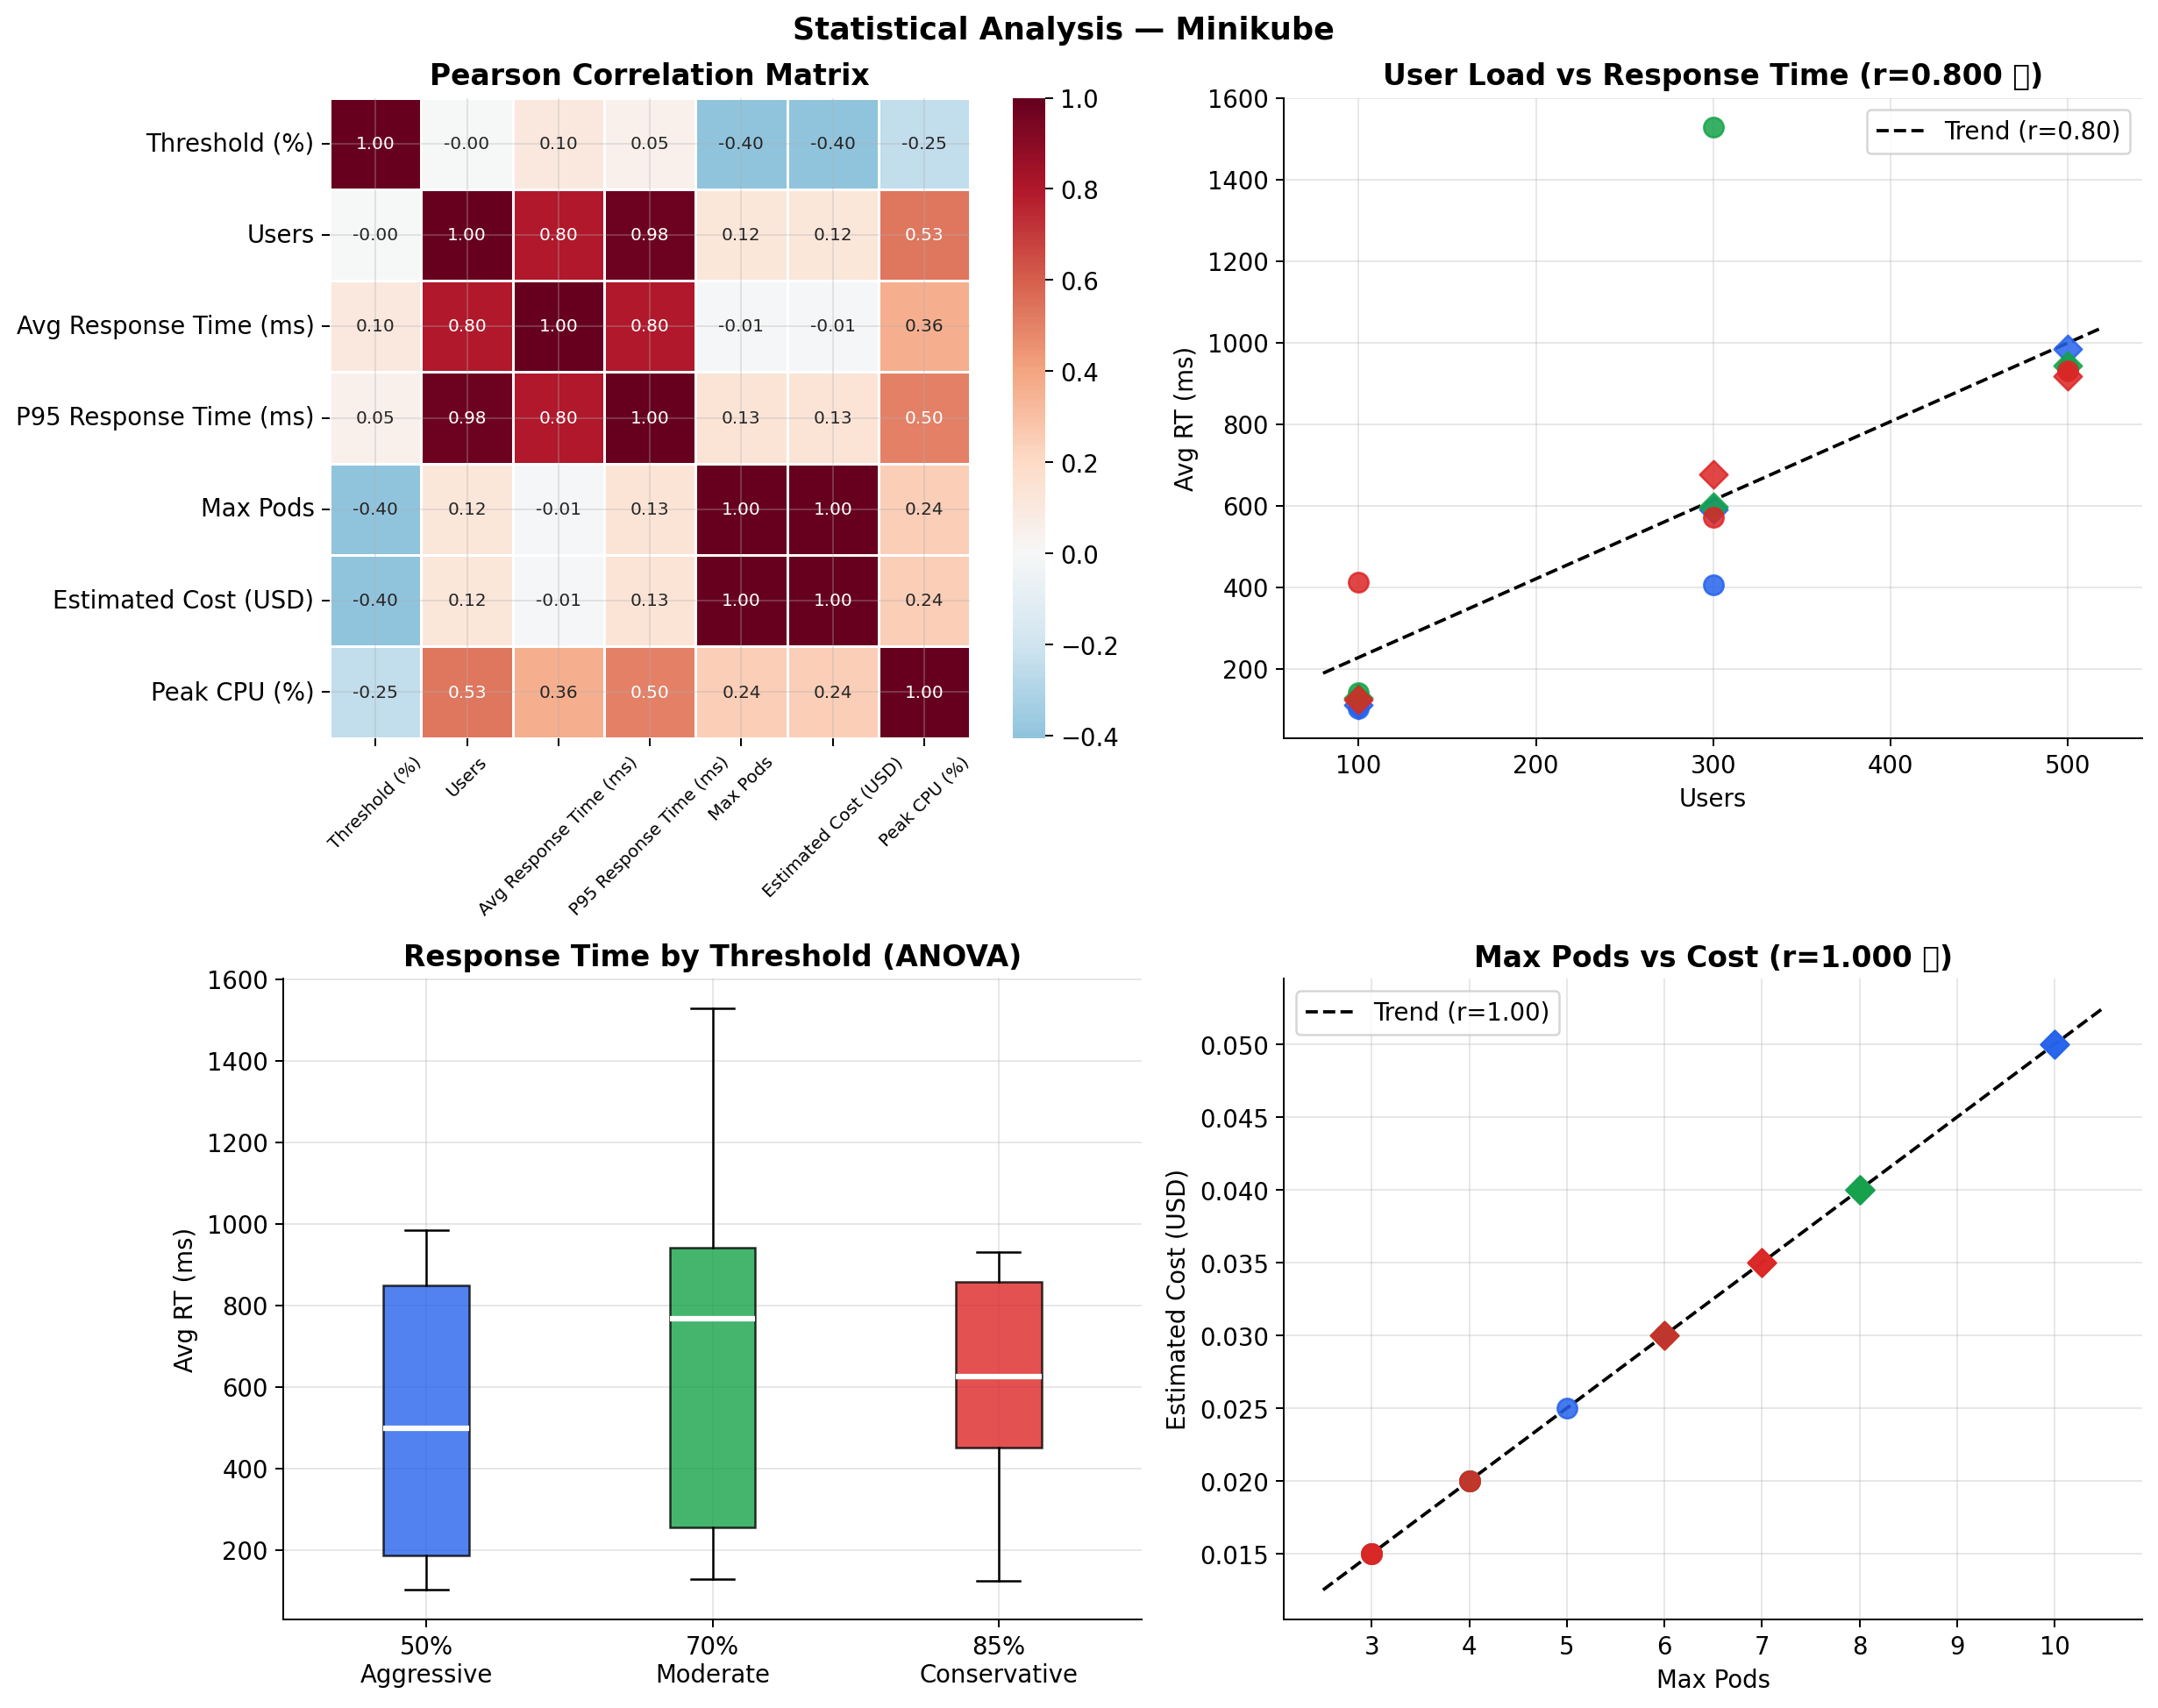 Statistical Analysis — Minikube
Pearson Correlation Matrix
Threshold (%) 1.00 -0.00 0.10 0.05 -0.40 -0.40 -0.25
Users -0.00 1.00 0.80 0.98 0.12 0.12 0.53
Avg Response Time (ms) 0.10 0.80 1.00 0.80 -0.01 -0.01 0.36
P95 Response Time (ms) 0.05 0.98 0.80 1.00 0.13 0.13 0.50
Max Pods -0.40 0.12 -0.01 0.13 1.00 1.00 0.24
Estimated Cost (USD) -0.40 0.12 -0.01 0.13 1.00 1.00 0.24
Peak CPU (%) -0.25 0.53 0.36 0.50 0.24 0.24 1.00
Threshold (%)
Users
Avg Response Time (ms)
P95 Response Time (ms)
Max Pods
Estimated Cost (USD)
Peak CPU (%)
1.0
0.8
0.6
0.4
0.2
0.0
−0.2
−0.4
User Load vs Response Time (r=0.800 ▯)
Trend (r=0.80)
Avg RT (ms)
1600
1400
1200
1000
800
600
400
200
100 200 300 400 500
Users
Response Time by Threshold (ANOVA)
Avg RT (ms)
1600
1400
1200
1000
800
600
400
200
50% 70% 85%
Aggressive Moderate Conservative
Max Pods vs Cost (r=1.000 ▯)
Trend (r=1.00)
Estimated Cost (USD)
0.050
0.045
0.040
0.035
0.030
0.025
0.020
0.015
3 4 5 6 7 8 9 10
Max Pods